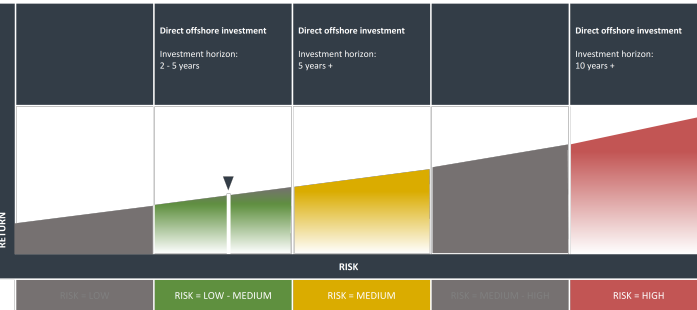 Direct offshore investment
Investment horizon:
2 - 5 years
Direct offshore investment
Investment horizon:
5 years +
Direct offshore investment
Investment horizon:
10 years +
RETURN
RISK
RISK = LOW
RISK = LOW - MEDIUM
RISK = MEDIUM
RISK = MEDIUM - HIGH
RISK = HIGH